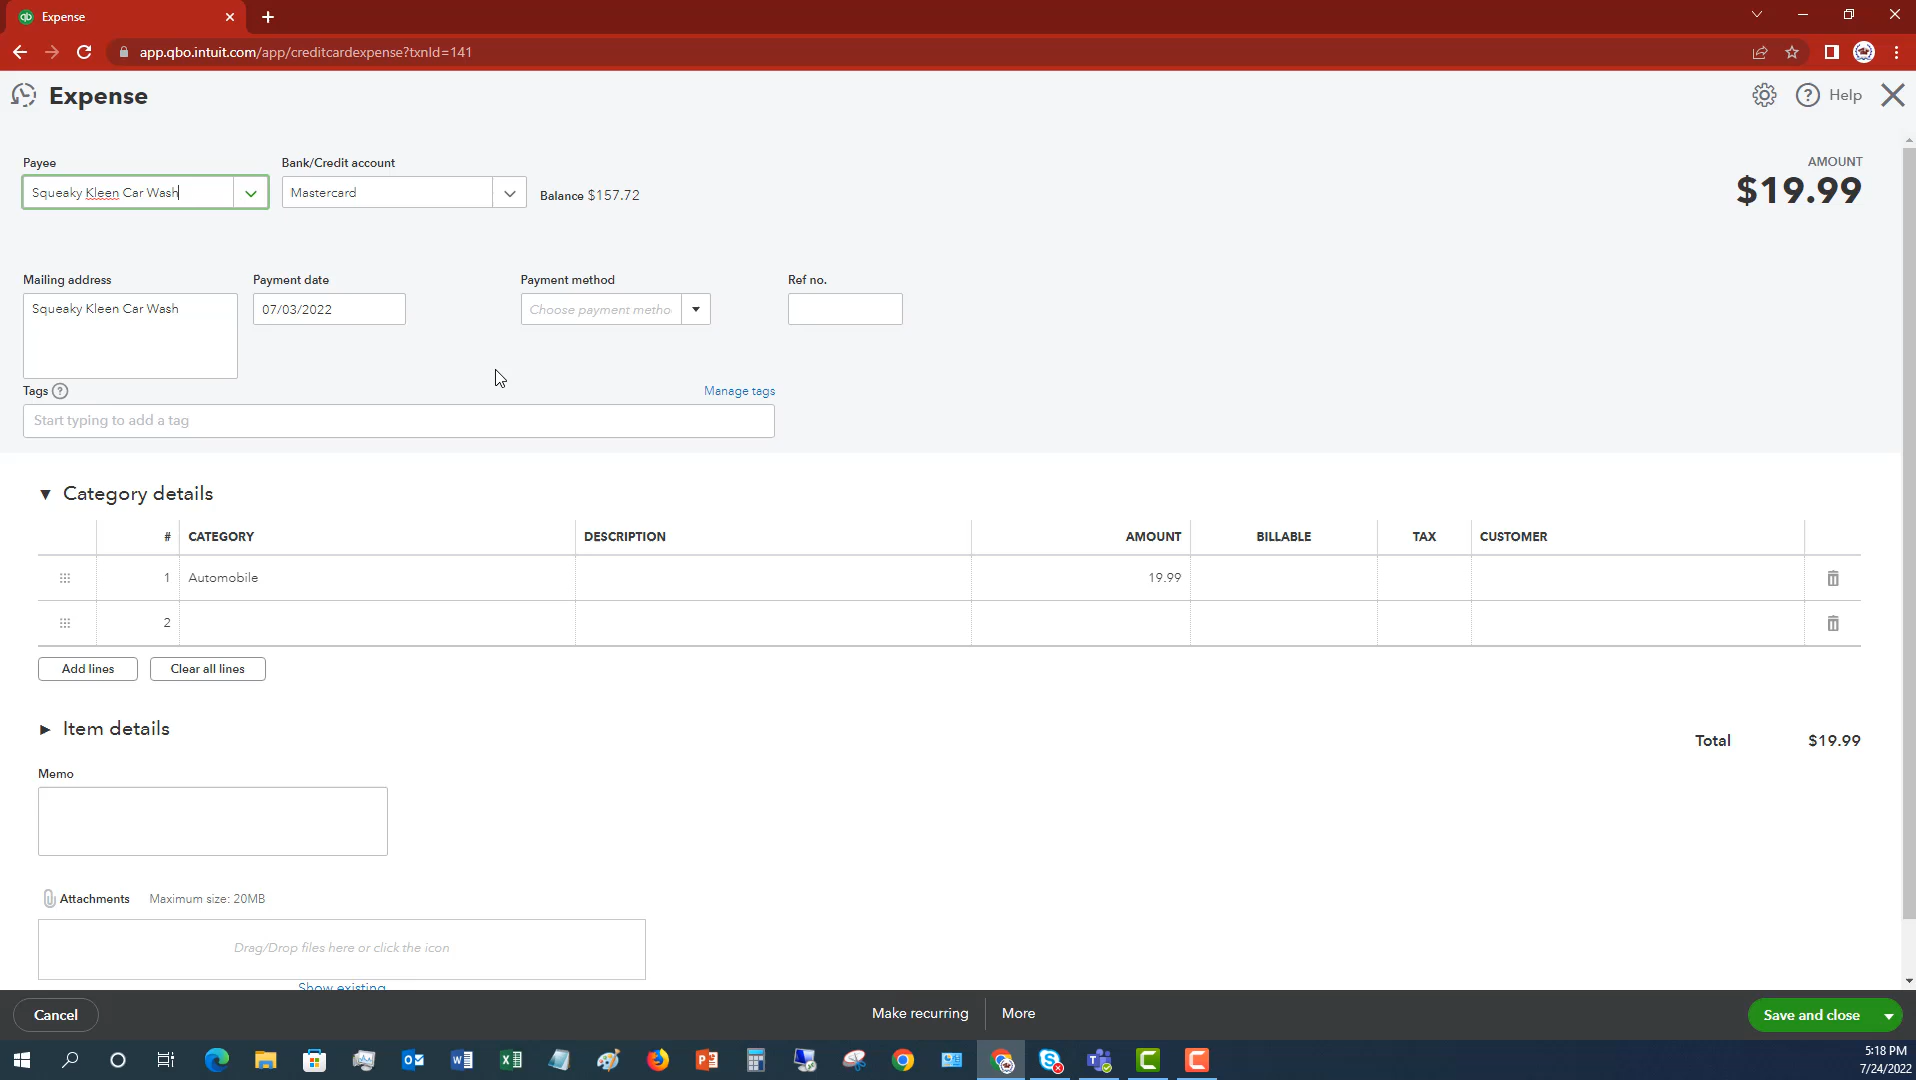 Expense
app.qbo.intuit.com/app/creditcardexpense?txnId=141
Expense
Help
Payee
Bank/Credit account
AMOUNT
Squeaky Kleen Car Wash
Mastercard
Balance $157.72
$19.99
Mailing address
Payment date
Payment method
Ref no.
Squeaky Kleen Car Wash
07/03/2022
Choose payment metho
Tags
Manage tags
Start typing to add a tag
Category details
# CATEGORY DESCRIPTION AMOUNT BILLABLE TAX CUSTOMER
1 Automobile 19.99
2
Add lines
Clear all lines
Item details
Total $19.99
Memo
Attachments Maximum size: 20MB
Drag/Drop files here or click the icon
Show existing
Cancel
Make recurring
More
Save and close
5:18 PM
7/24/2022